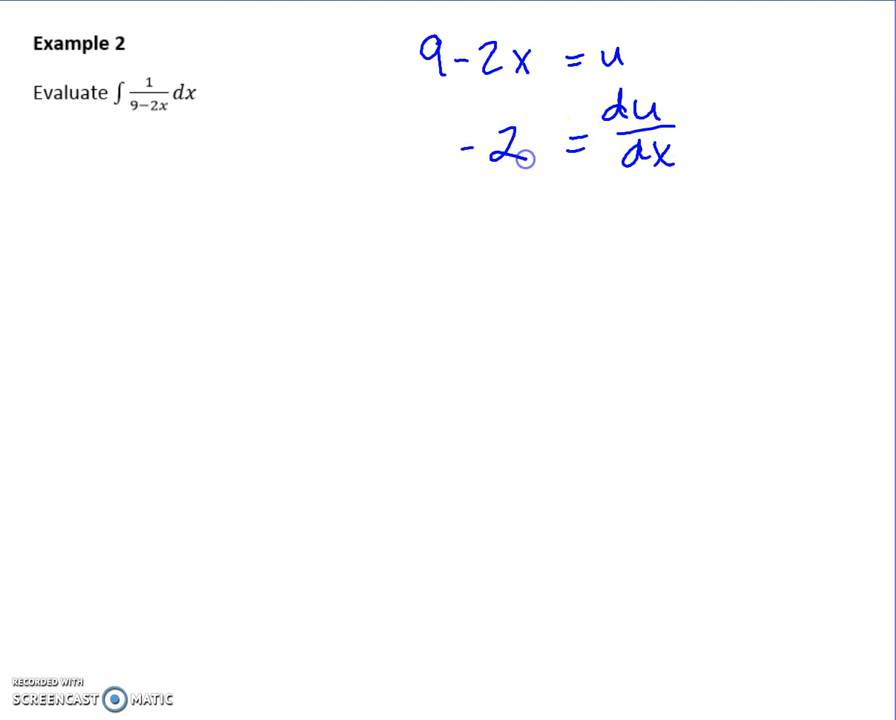 Example 2
Evaluate ∫ 1/(9−2x) dx
9 - 2x = u
- 2 = du/dx
RECORDED WITH
SCREENCAST MATIC